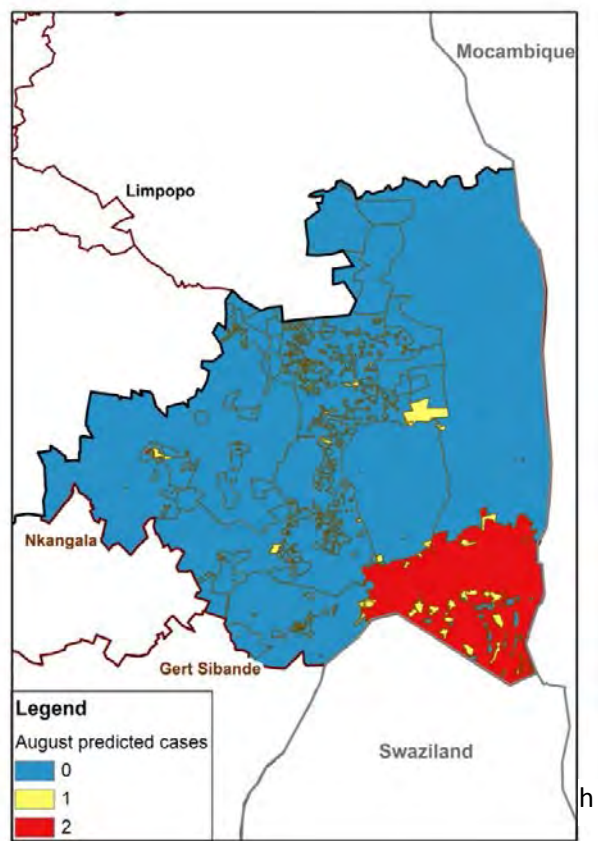 Mocambique
Limpopo
Nkangala
Gert Sibande
Swaziland
Legend
August predicted cases
0
1
2
h